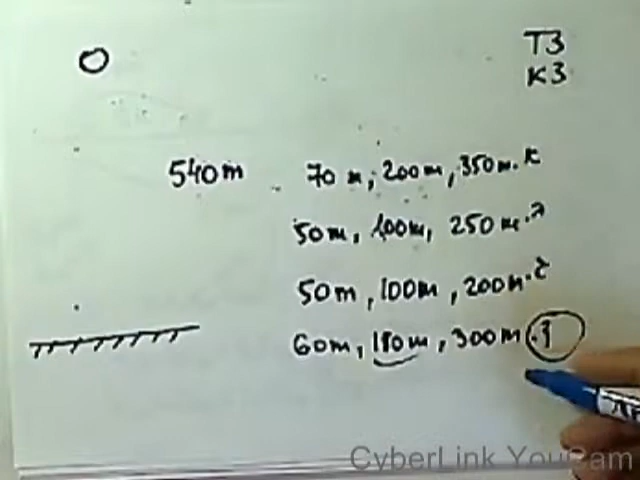 T3
K3
540m 70m, 200m, 350m .א
50m, 100m, 250m .ב
50m, 100m, 200m .ג
60m, 180m, 300m .ד
CyberLink YouCam